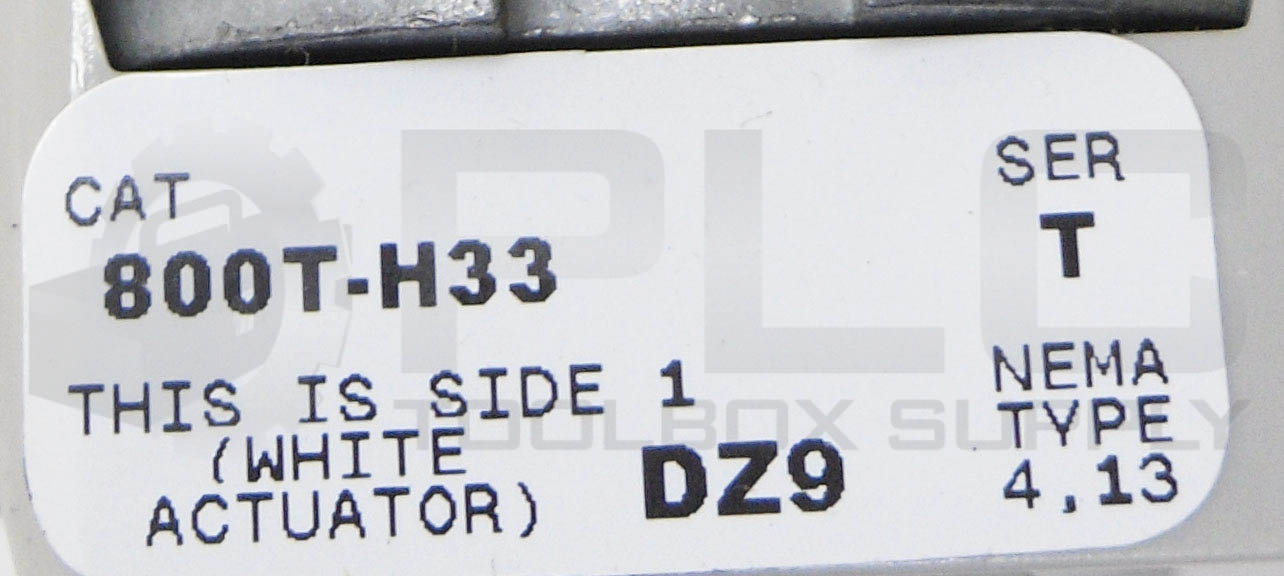 CAT
800T-H33
THIS IS SIDE 1
(WHITE
ACTUATOR)
DZ9
SER
T
NEMA
TYPE
4,13
PLC
TOOLBOX SUPPLY